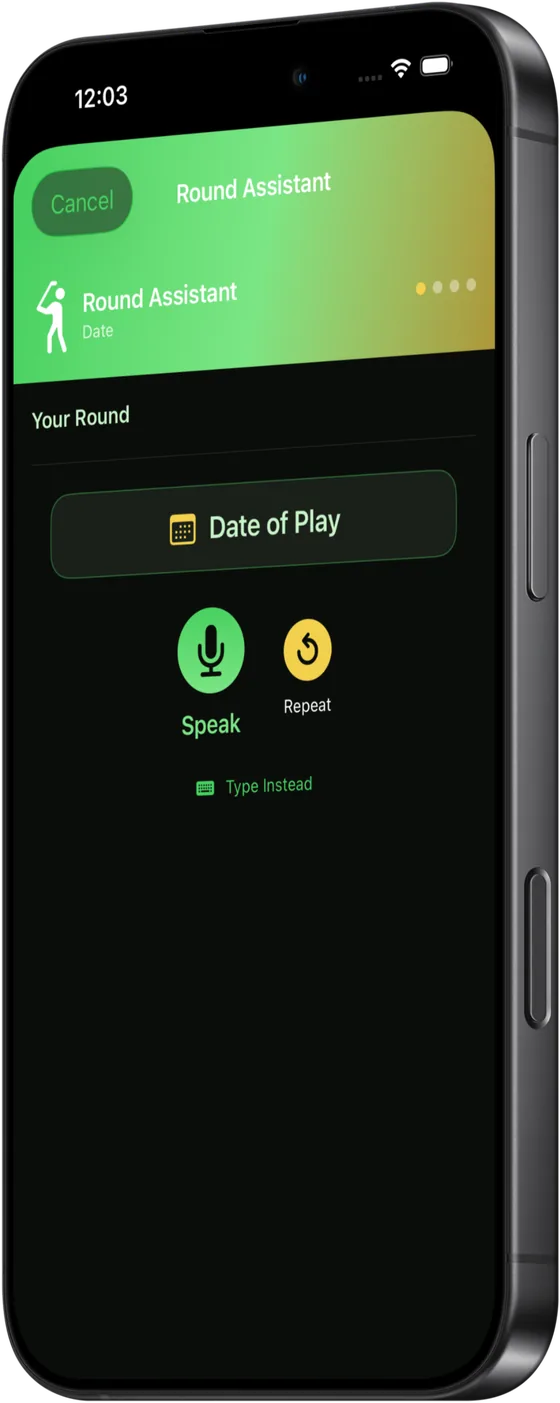 12:03
Cancel
Round Assistant
Round Assistant
Date
Your Round
Date of Play
Speak
Repeat
Type Instead